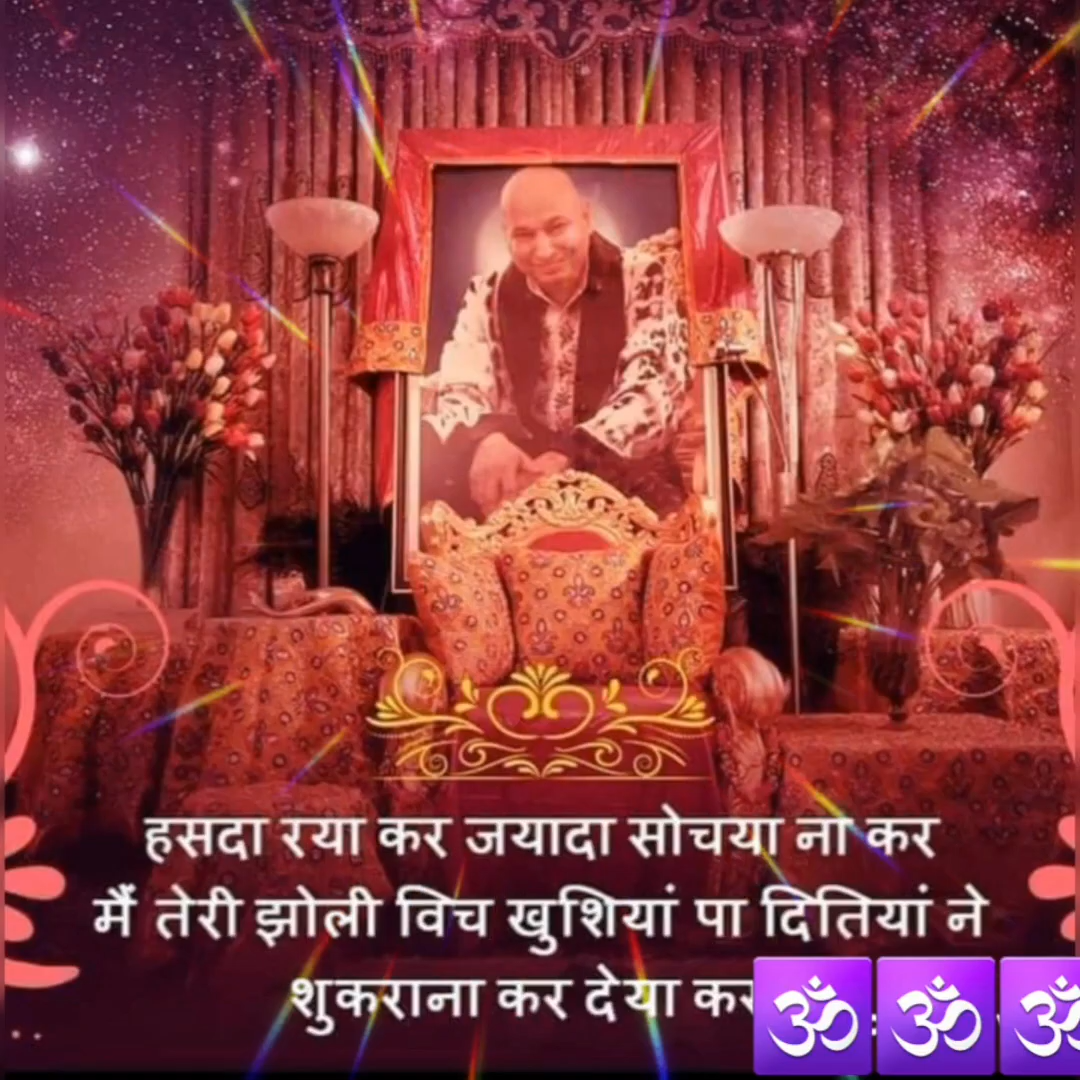 हसदा रया कर जयादा सोचया ना कर
मैं तेरी झोली विच खुशियां पा दितियां ने
शुकराना कर देया कर
ॐ ॐ ॐ